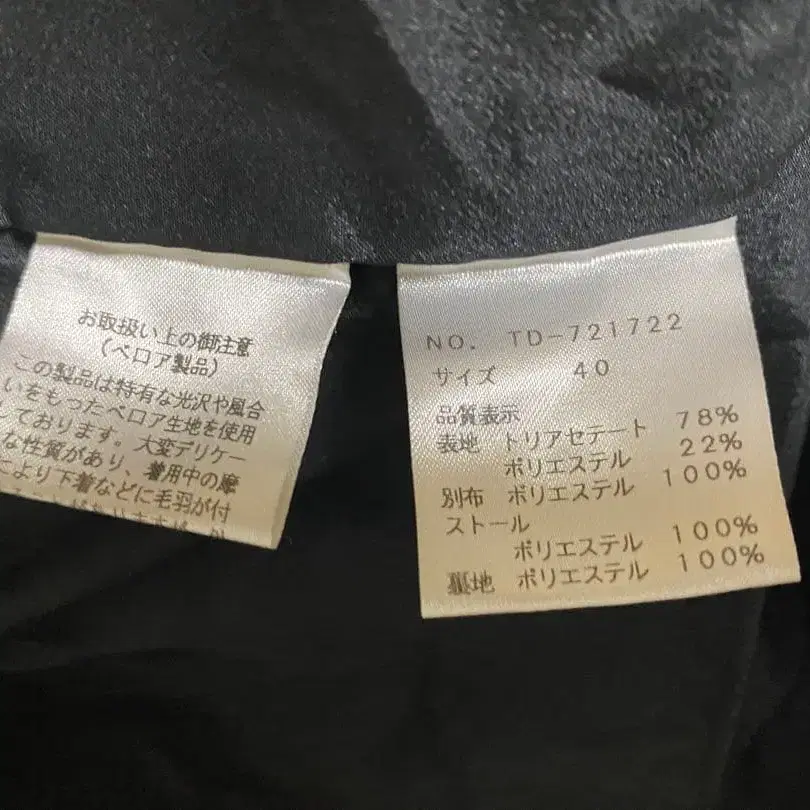 お取扱い上の御注意
（ベロア製品）
この製品は特有な光沢や風合
いをもったベロア生地を使用
しております。大変デリケー
な性質があり、着用中の摩
により下着などに毛羽が付
NO. TD-721722
サイズ 40
品質表示
表地 トリアセテート 78%
ポリエステル 22%
別布 ポリエステル 100%
ストール
ポリエステル 100%
裏地 ポリエステル 100%